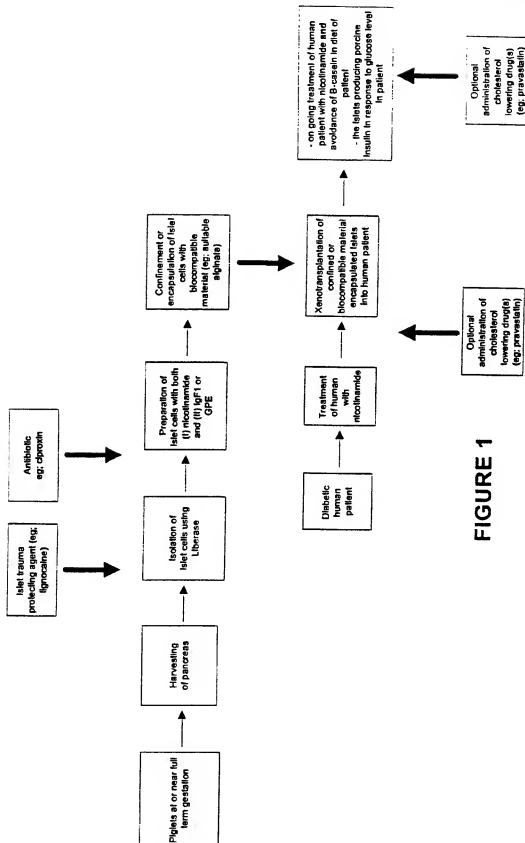 Piglets at or near full
term gestation
Harvesting
of pancreas
Islet trauma
protecting agent (eg;
lignocaine)
Isolation of
Islet cells using
Liberase
Antibiotic
eg; ciproxin
Preparation of
Islet cells with both
(I) nicotinamide
and (II) IgF1 or
GPE
Confinement or
encapsulation of Islet
cells with
biocompatible
material (eg; suitable
alginate)
Diabetic
human
patient
Treatment
of human
with
nicotinamide
Xenotransplantation of
confined or
biocompatible material
encapsulated Islets
Into human patient
Optional
administration of
cholesterol
lowering drug(s)
(eg; pravastatin)
- on going treatment of human
patient with nicotinamide and
avoidance of B-casein in diet of
patient
- the Islets producing porcine
Insulin In response to glucose level
In patient
Optional
administration of
cholesterol
lowering drug(s)
(eg; pravastatin)
FIGURE 1